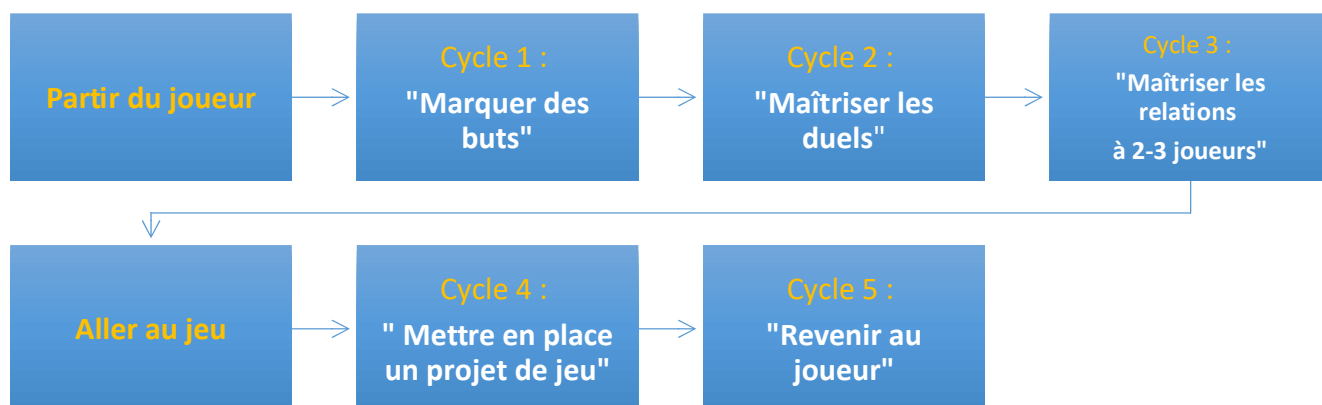 Partir du joueur
Cycle 1 :
"Marquer des
buts"
Cycle 2 :
"Maîtriser les
duels"
Cycle 3 :
"Maîtriser les
relations
à 2-3 joueurs"
Aller au jeu
Cycle 4 :
" Mettre en place
un projet de jeu"
Cycle 5 :
"Revenir au
joueur"